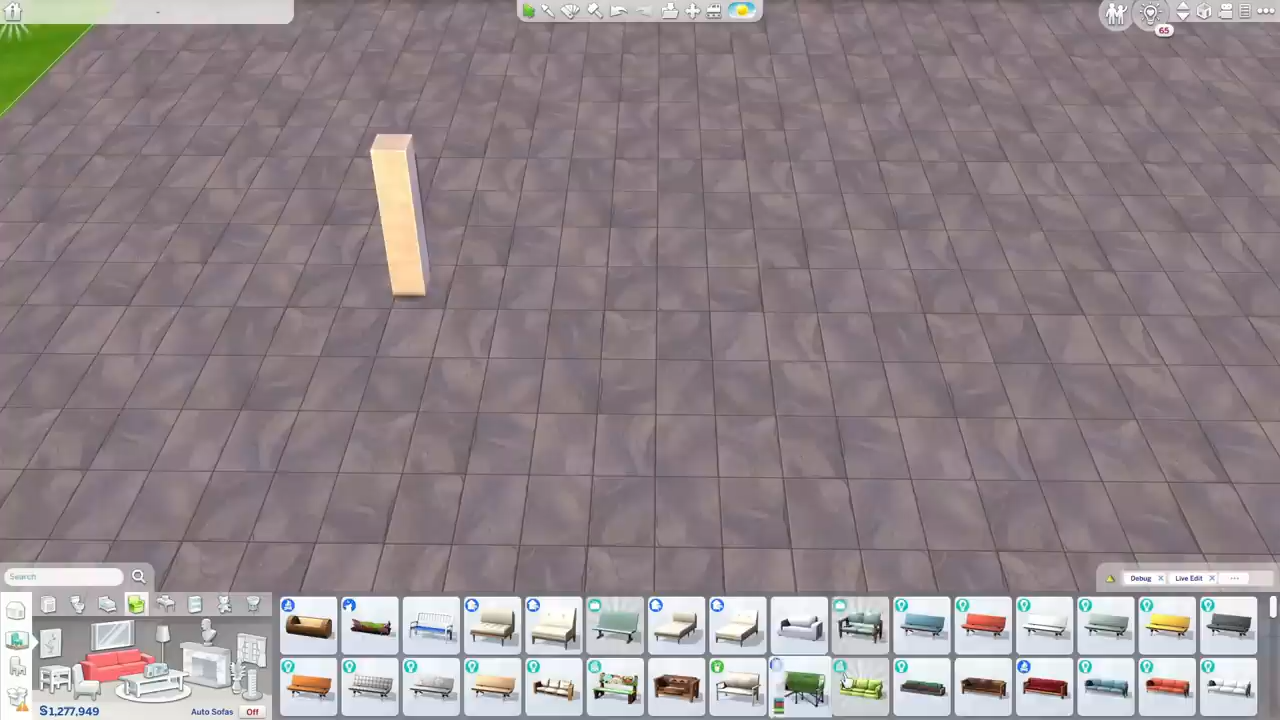 -
65
Search
Debug X Live Edit X ...
§1,277,949 Auto Sofas Off